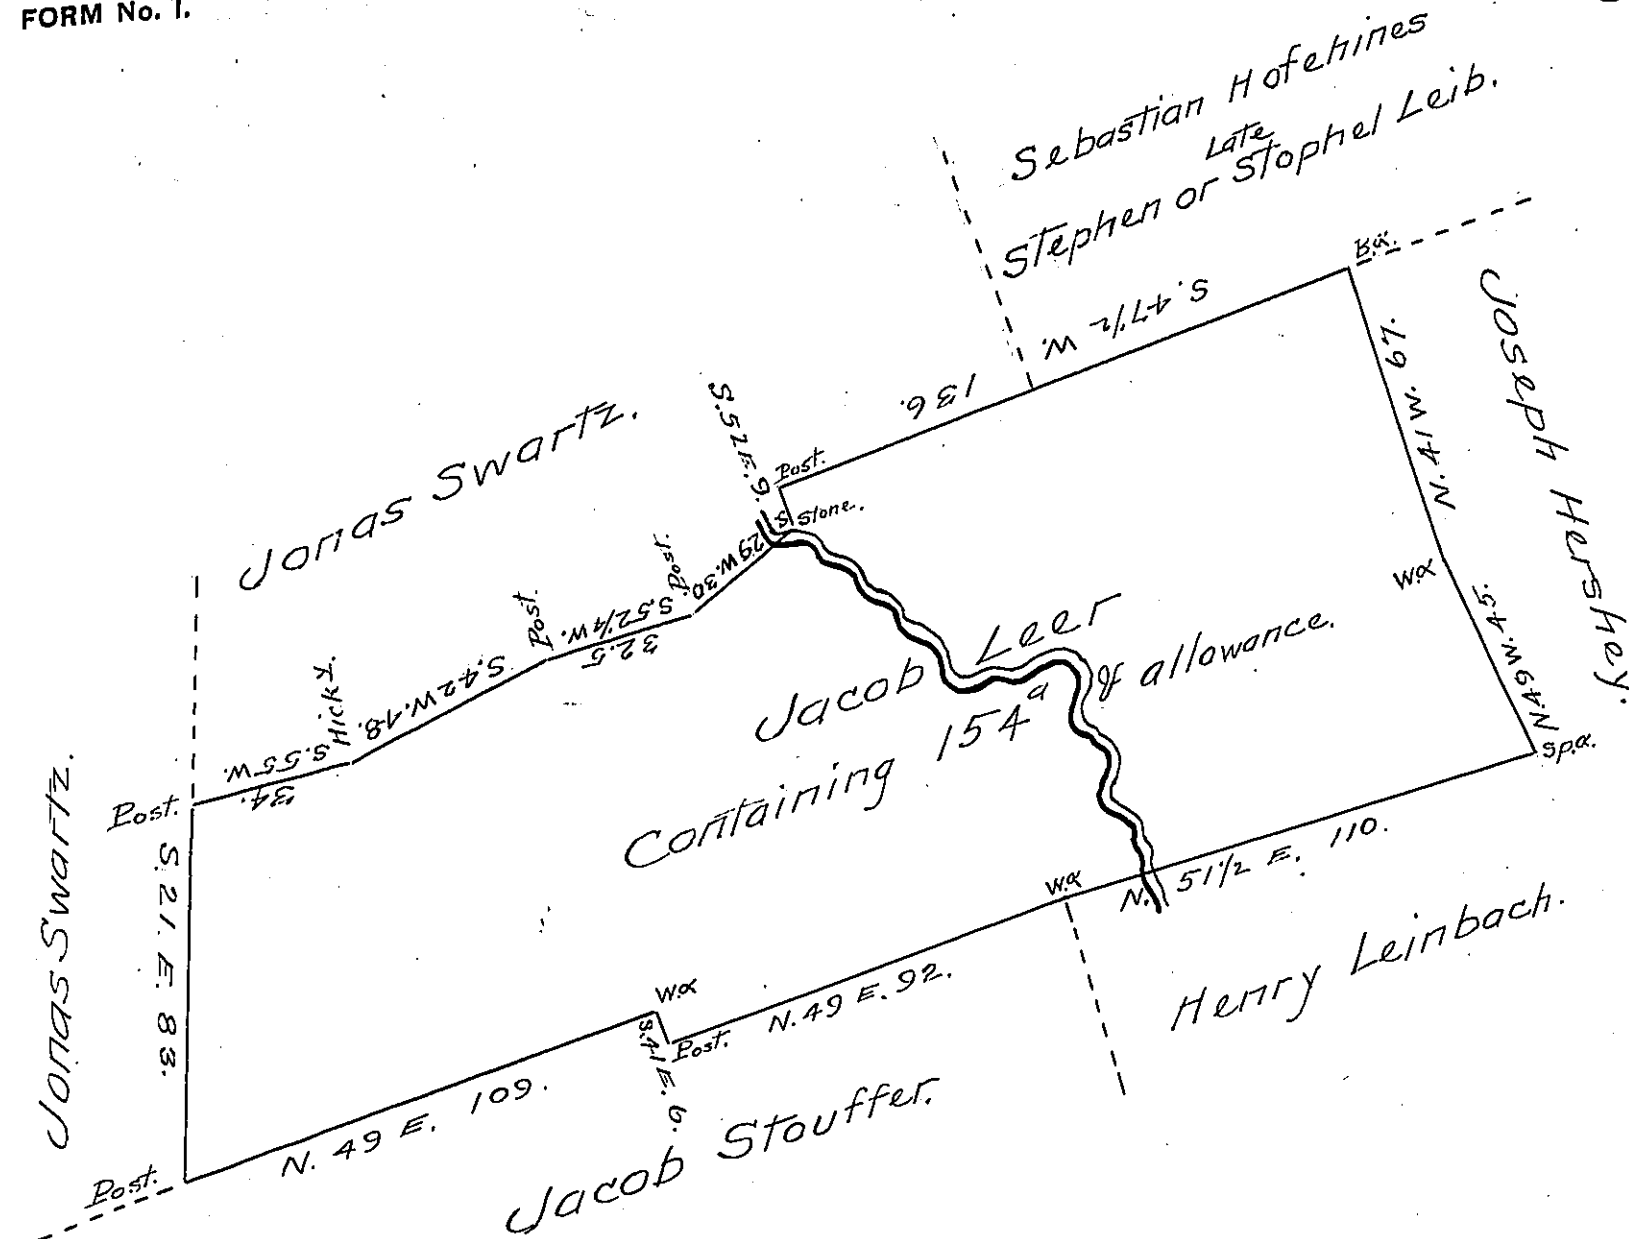 FORM No. 1.
Sebastian Hofehines
Late
Stephen or Stophel Leib.
B.α.
S. 47½ W.
136.
N. 41 W. 67.
Joseph Hershey.
W.α
N. 49 W. 45.
Sp.α.
Jonas Swartz.
S. 52 E. 9.
Post.
Stone.
S. 29 W. 30
Post.
S. 52¼ W.
32.5
Post.
S. 42 W. 48.
Hicky.
S. 55 W.
34.
Post.
Jonas Swartz.
S. 21. E. 83.
Post.
Jacob Leer
Containing 154ᵃ & allowance.
N. 49 E. 109.
W.α
S. 41 E. 6.
Post.
N. 49 E. 92.
W.α
N. 51½ E. 110.
Jacob Stouffer.
Henry Leinbach.